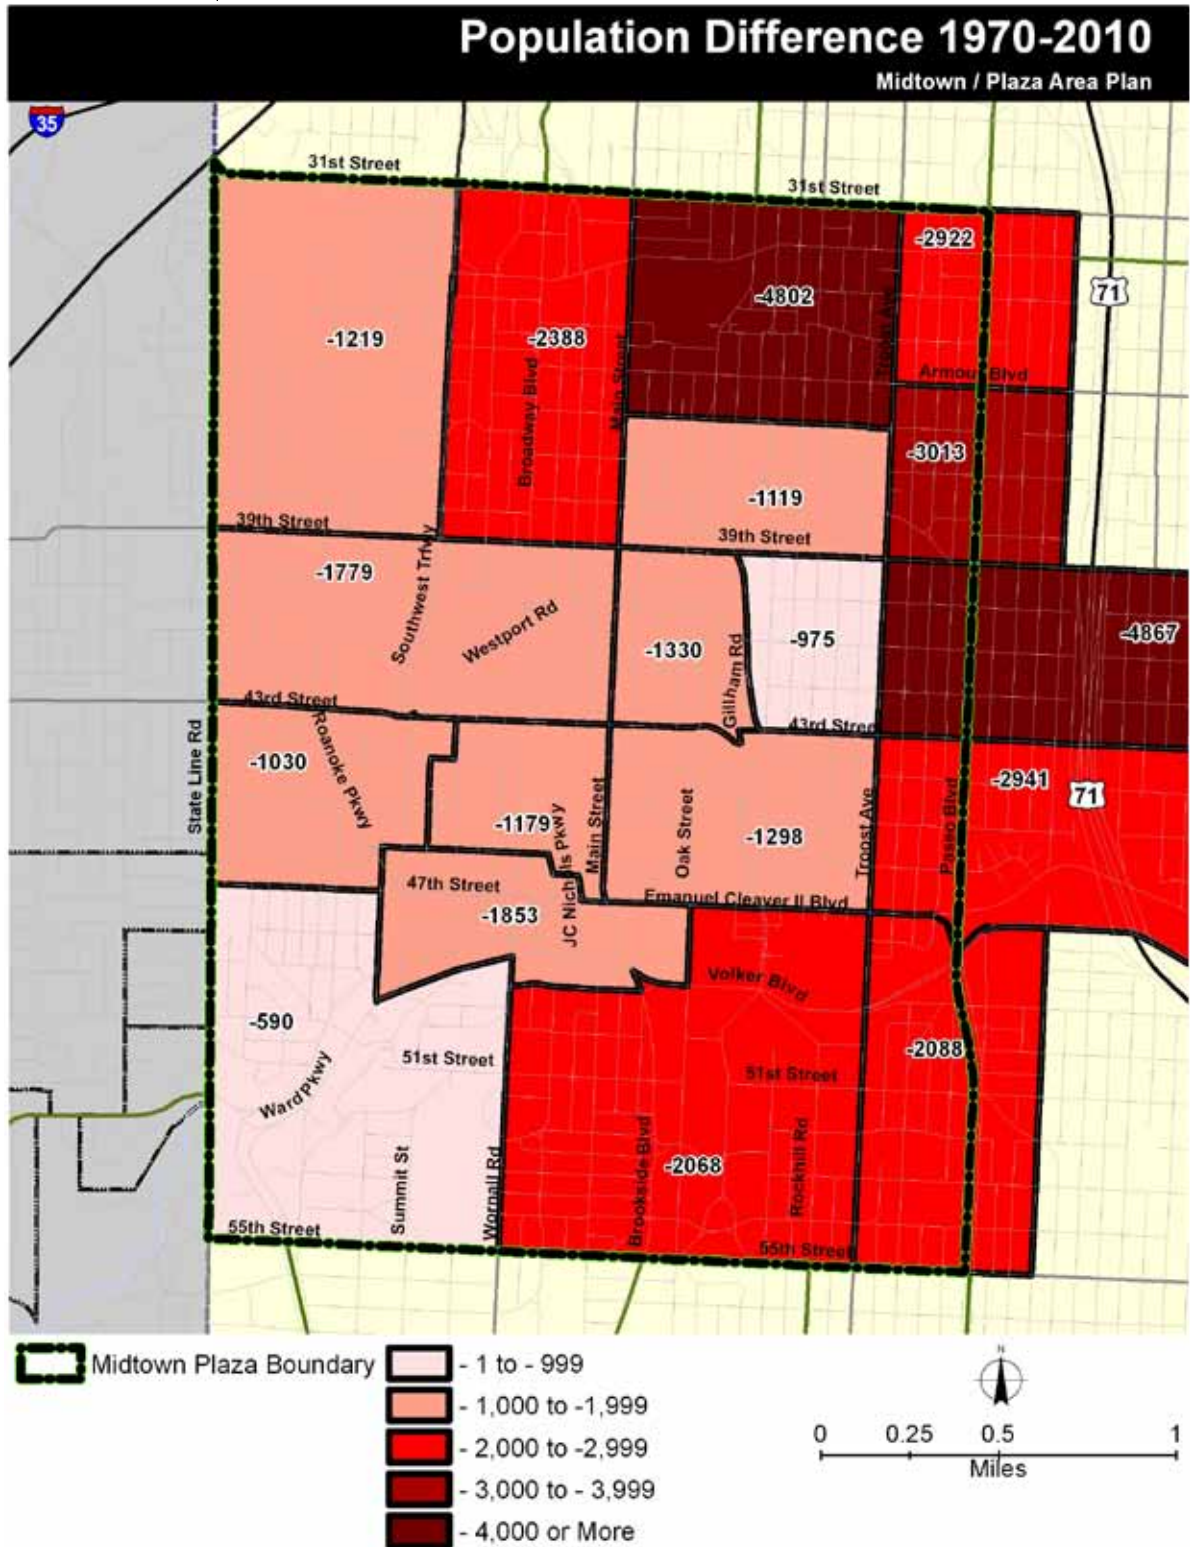 Population Difference 1970-2010
Midtown / Plaza Area Plan
35
31st Street
31st Street
-2922
71
-4802
-1219
-2388
Troost Ave
Armour Blvd
Main Street
Broadway Blvd
-3013
-1119
39th Street
39th Street
-1779
Southwest Trfwy
Westport Rd
-1330
-975
-4867
Gillham Rd
43rd Street
43rd Street
State Line Rd
Roanoke Pkwy
-1030
-2941
71
-1179
JC Nichols Pkwy
Main Street
Oak Street
-1298
Troost Ave
Paseo Blvd
47th Street
Emanuel Cleaver II Blvd
-1853
Volker Blvd
-590
-2088
51st Street
51st Street
Ward Pkwy
Summit St
Wornall Rd
Brookside Blvd
-2068
Rockhill Rd
55th Street
55th Street
Midtown Plaza Boundary
- 1 to - 999
- 1,000 to -1,999
- 2,000 to -2,999
- 3,000 to - 3,999
- 4,000 or More
N
0 0.25 0.5 1
Miles